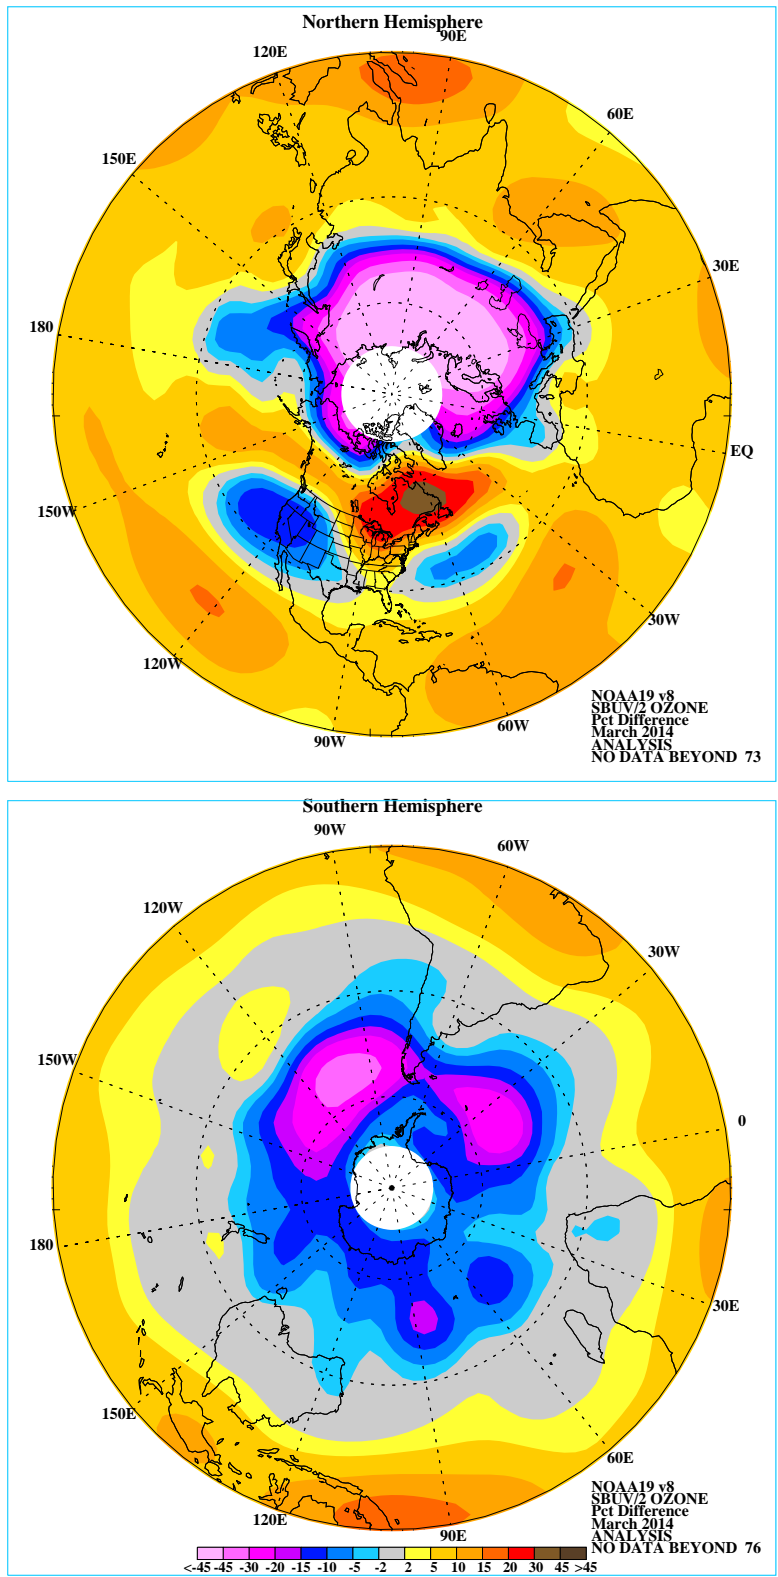 Northern Hemisphere
90E
120E
60E
150E
30E
180
EQ
150W
30W
120W
60W
90W
NOAA19 v8
SBUV/2 OZONE
Pct Difference
March 2014
ANALYSIS
NO DATA BEYOND 73
Southern Hemisphere
90W
60W
120W
30W
150W
0
180
30E
150E
60E
120E
90E
NOAA19 v8
SBUV/2 OZONE
Pct Difference
March 2014
ANALYSIS
NO DATA BEYOND 76
<-45 -45 -30 -20 -15 -10 -5 -2 2 5 10 15 20 30 45 >45